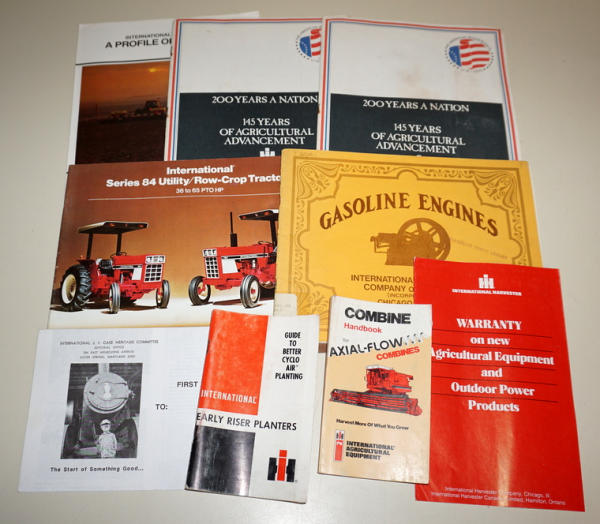 INTERNATIONAL
A PROFILE OF
200 YEARS A NATION
145 YEARS
OF AGRICULTURAL
ADVANCEMENT
200 YEARS A NATION
145 YEARS
OF AGRICULTURAL
ADVANCEMENT
International
Series 84 Utility/Row-Crop Tractors
36 to 65 PTO HP
GASOLINE ENGINES
INTERNATIONAL
COMPANY OF
(INCORP
CHICAGO
INTERNATIONAL J. I. CASE HERITAGE COMMITTEE
FIRST
TO:
The Start of Something Good...
GUIDE TO
BETTER
CYCLO
AIR
PLANTING
INTERNATIONAL
EARLY RISER PLANTERS
IH
COMBINE
Handbook
for
AXIAL-FLOW
COMBINES
Harvest More Of What You Grow
INTERNATIONAL
AGRICULTURAL
EQUIPMENT
INTERNATIONAL HARVESTER
WARRANTY
on new
Agricultural Equipment
and
Outdoor Power
Products
International Harvester Company, Chicago, Il.
International Harvester Canada Limited, Hamilton, Ontario